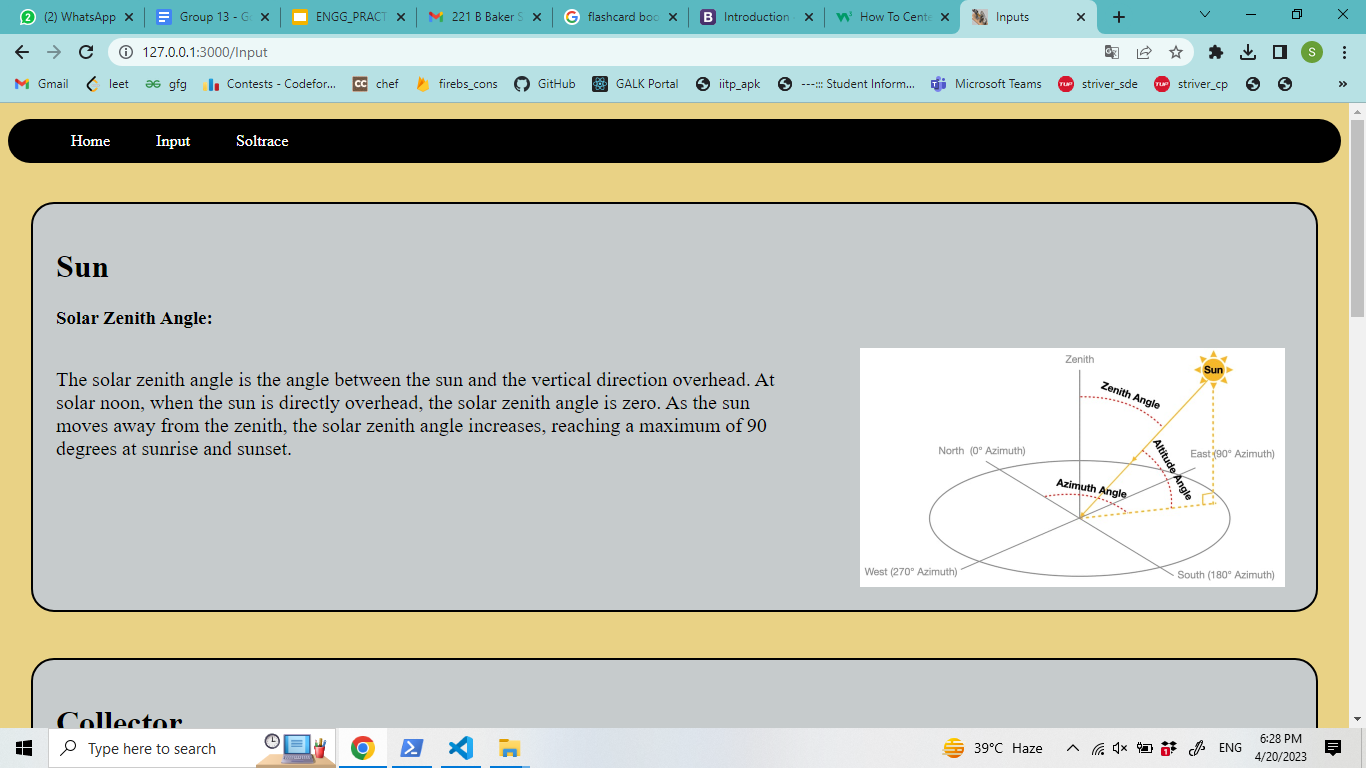 (2) WhatsApp
Group 13 - G
ENGG_PRACT
221 B Baker S
flashcard boo
Introduction
How To Cente
Inputs
127.0.0.1:3000/Input
S
Gmail
leet
gfg
Contests - Codefor...
CC chef
firebs_cons
GitHub
GALK Portal
iitp_apk
---::: Student Inform...
Microsoft Teams
striver_sde
striver_cp
»
Home
Input
Soltrace
Sun
Solar Zenith Angle:
The solar zenith angle is the angle between the sun and the vertical direction overhead. At
solar noon, when the sun is directly overhead, the solar zenith angle is zero. As the sun
moves away from the zenith, the solar zenith angle increases, reaching a maximum of 90
degrees at sunrise and sunset.
Zenith
Sun
Zenith Angle
North (0° Azimuth)
Altitude Angle
East (90° Azimuth)
Azimuth Angle
West (270° Azimuth)
South (180° Azimuth)
Collector
Type here to search
39°C Haze
ENG
6:28 PM
4/20/2023